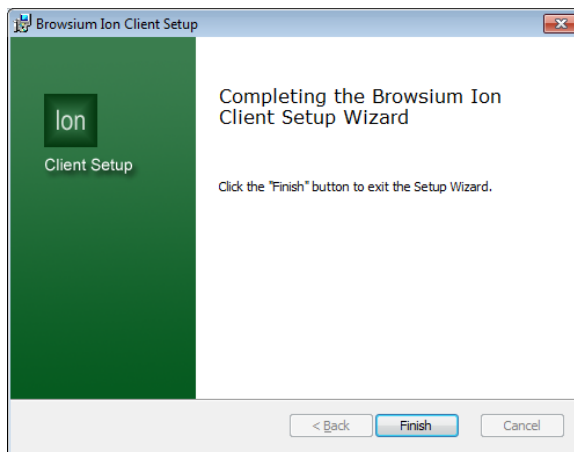 Browsium Ion Client Setup
Ion
Client Setup
Completing the Browsium Ion
Client Setup Wizard
Click the "Finish" button to exit the Setup Wizard.
< Back
Finish
Cancel